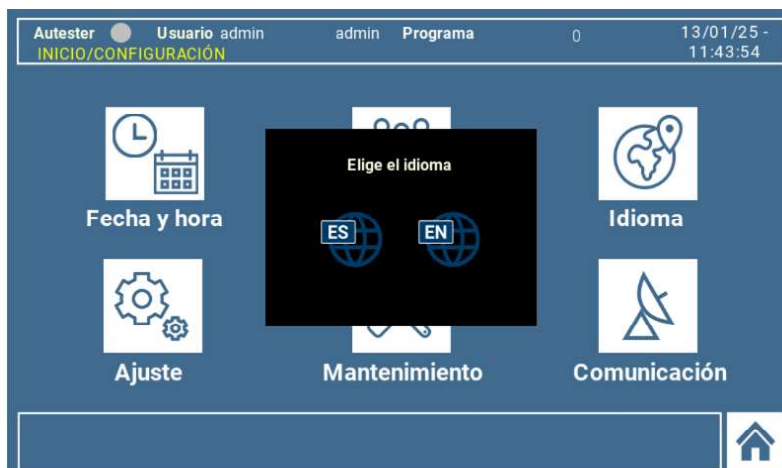 Autester Usuario admin admin Programa 0 13/01/25 -
INICIO/CONFIGURACIÓN 11:43:54
Elige el idioma
ES EN
Fecha y hora Idioma
Ajuste Mantenimiento Comunicación